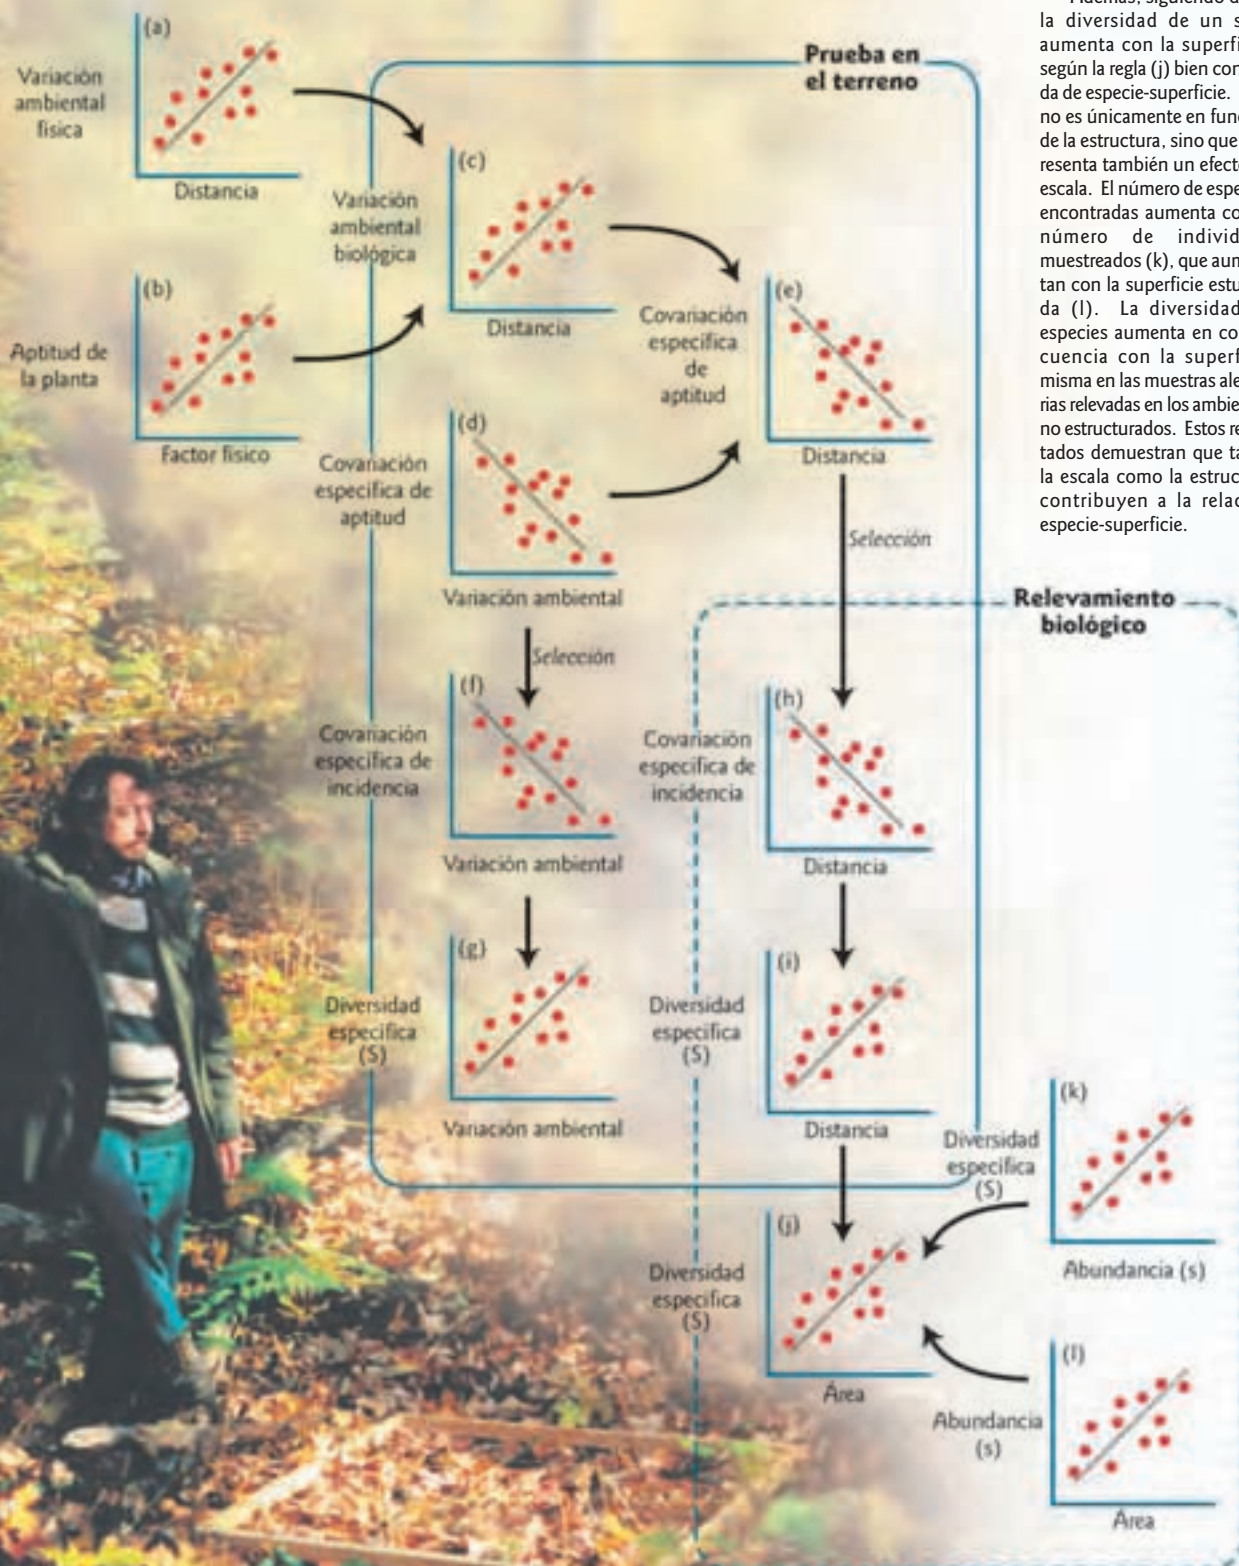 (a)
Variación
ambiental
física
Distancia
Prueba en
el terreno
(b)
Aptitud de
la planta
Factor físico
(c)
Variación
ambiental
biológica
Distancia
(d)
Covariación
específica de
aptitud
Variación ambiental
(e)
Covariación
específica
de
aptitud
Distancia
Selección
Selección
(f)
Covariación
específica de
incidencia
Variación ambiental
(g)
Diversidad
específica
(S)
Variación ambiental
Relevamiento
biológico
(h)
Covariación
específica de
incidencia
Distancia
(i)
Diversidad
específica
(S)
Distancia
(j)
Diversidad
específica
(S)
Área
(k)
Diversidad
específica
(S)
Abundancia (s)
(l)
Abundancia
(s)
Área
la diversidad de un s
aumenta con la superfi
según la regla (j) bien con
da de especie-superficie.
no es únicamente en fun
de la estructura, sino que
resenta también un efect
escala. El número de espe
encontradas aumenta co
número de individ
muestreados (k), que aun
tan con la superficie estu
da (l). La diversidad
especies aumenta en co
cuencia con la superf
misma en las muestras ale
rias relevadas en los ambie
no estructurados. Estos re
tados demuestran que ta
la escala como la estruc
contribuyen a la relac
especie-superficie.